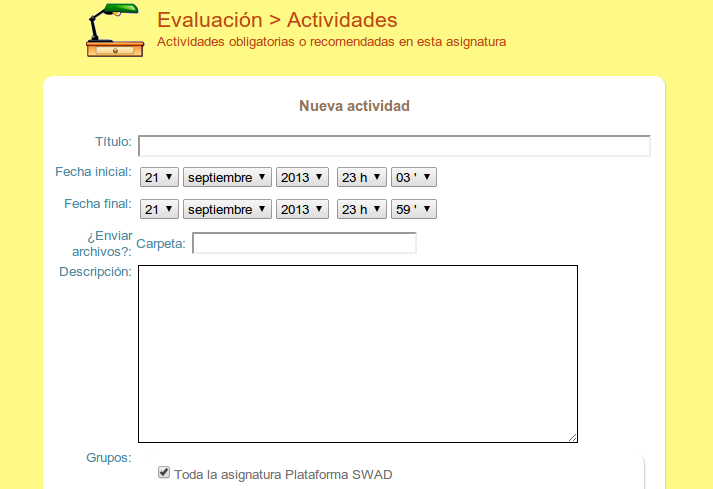 Evaluación > Actividades
Actividades obligatorias o recomendadas en esta asignatura
Nueva actividad
Título:
Fecha inicial: 21 septiembre 2013 23 h 03 '
Fecha final: 21 septiembre 2013 23 h 59 '
¿Enviar archivos?: Carpeta:
Descripción:
Grupos:
Toda la asignatura Plataforma SWAD